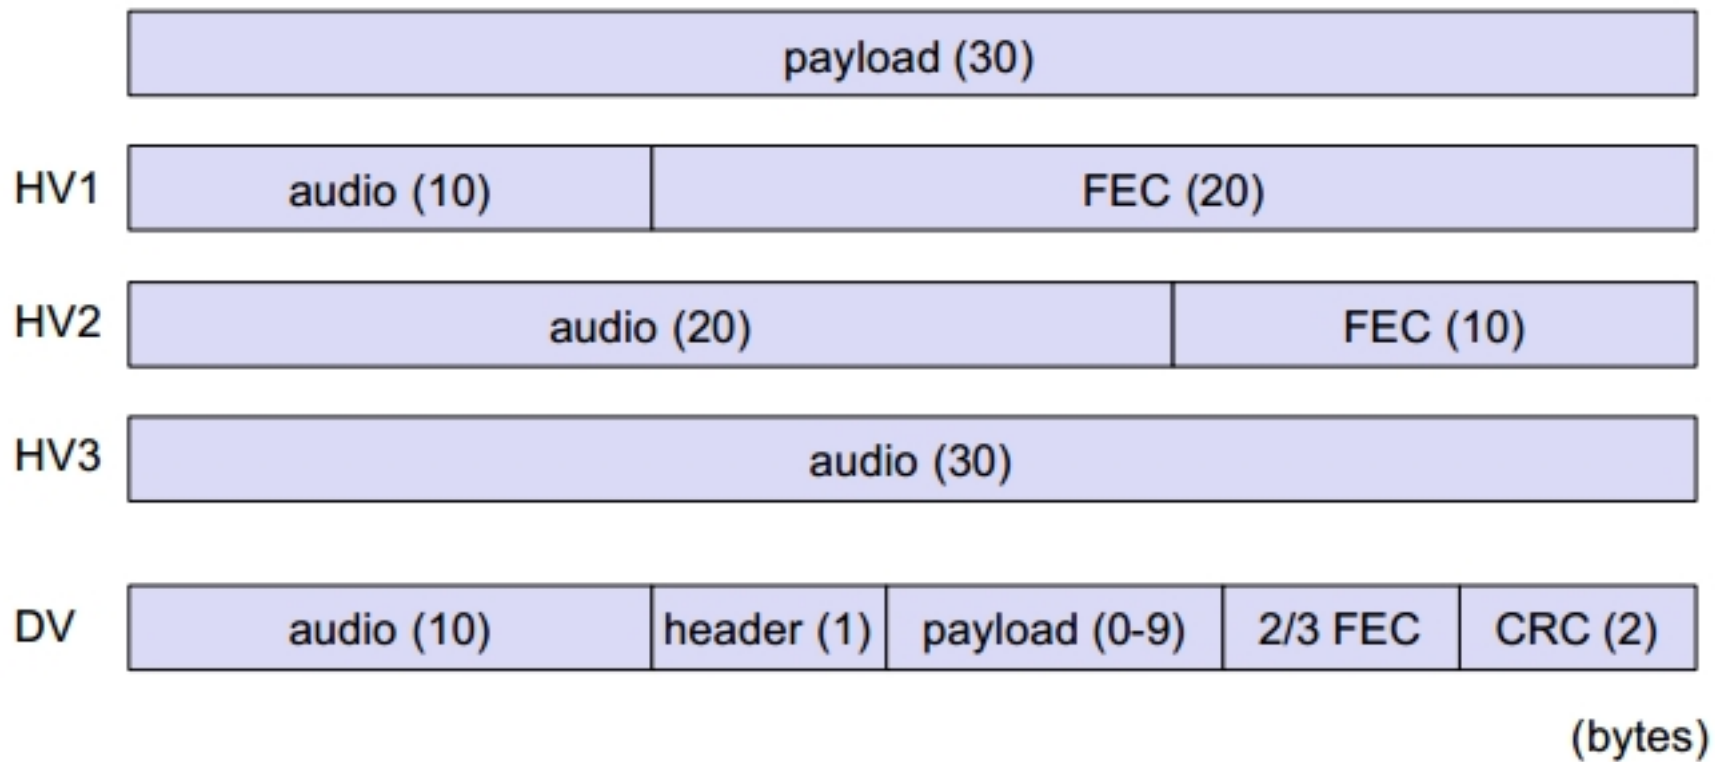 payload (30)
HV1 audio (10) FEC (20)
HV2 audio (20) FEC (10)
HV3 audio (30)
DV audio (10) header (1) payload (0-9) 2/3 FEC CRC (2)
(bytes)